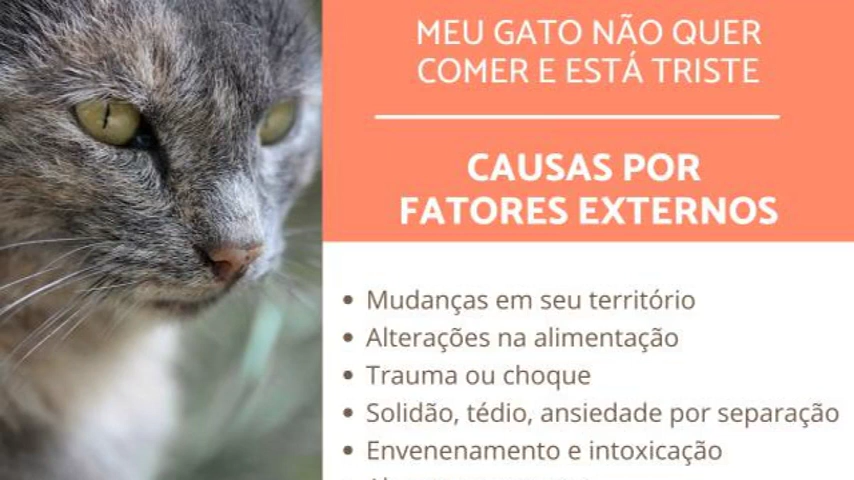 MEU GATO NÃO QUER
COMER E ESTÁ TRISTE
CAUSAS POR
FATORES EXTERNOS
• Mudanças em seu território
• Alterações na alimentação
• Trauma ou choque
• Solidão, tédio, ansiedade por separação
• Envenenamento e intoxicação